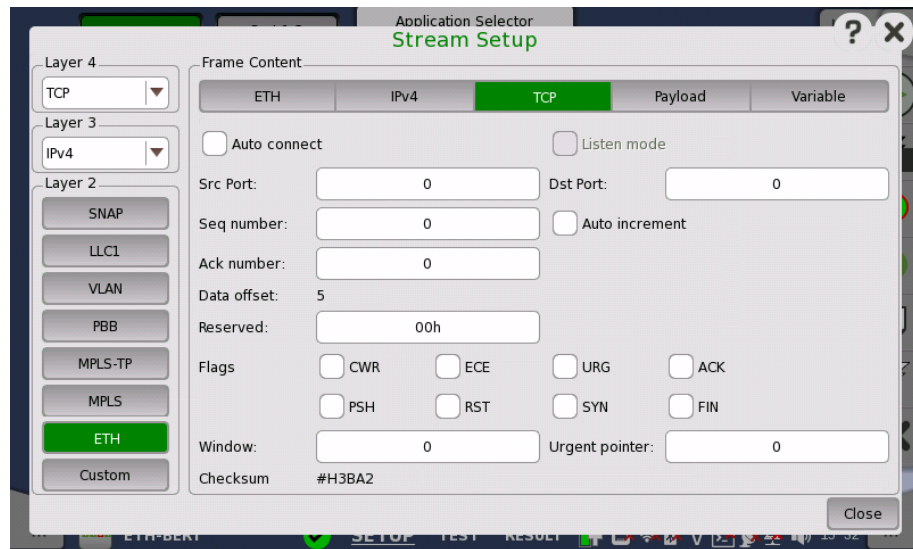 Application Selector
Stream Setup
?
Layer 4
TCP
Layer 3
IPv4
Layer 2
SNAP
LLC1
VLAN
PBB
MPLS-TP
MPLS
ETH
Custom
Frame Content
ETH IPv4 TCP Payload Variable
Auto connect Listen mode
Src Port: 0 Dst Port: 0
Seq number: 0 Auto increment
Ack number: 0
Data offset: 5
Reserved: 00h
Flags CWR ECE URG ACK
PSH RST SYN FIN
Window: 0 Urgent pointer: 0
Checksum #H3BA2
Close
ETH-BERT SETUP TEST RESULT